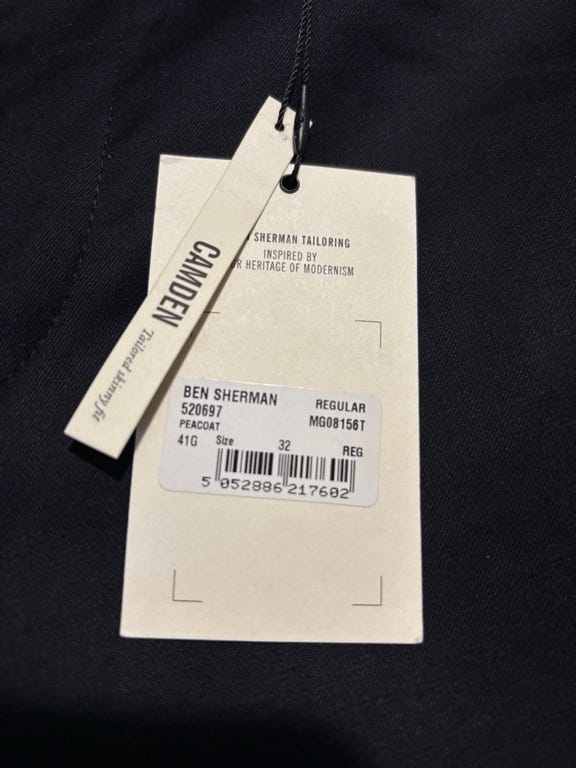 CAMDEN
Tailored skinny fit
SHERMAN TAILORING
INSPIRED BY
HERITAGE OF MODERNISM
BEN SHERMAN
520697 REGULAR
PEACOAT MG08156T
41G Size 32 REG
5 052886 217602